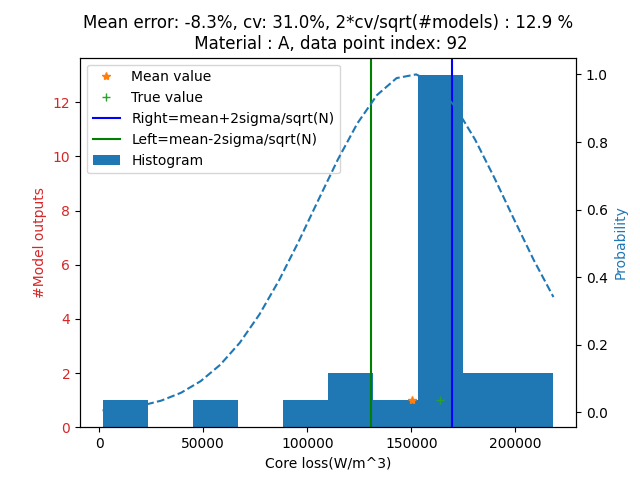 Mean error: -8.3%, cv: 31.0%, 2*cv/sqrt(#models) : 12.9 %
Material : A, data point index: 92
Mean value
True value
Right=mean+2sigma/sqrt(N)
Left=mean-2sigma/sqrt(N)
Histogram
#Model outputs
12
10
8
6
4
2
0
1.0
0.8
0.6
0.4
0.2
0.0
Probability
0 50000 100000 150000 200000
Core loss(W/m^3)